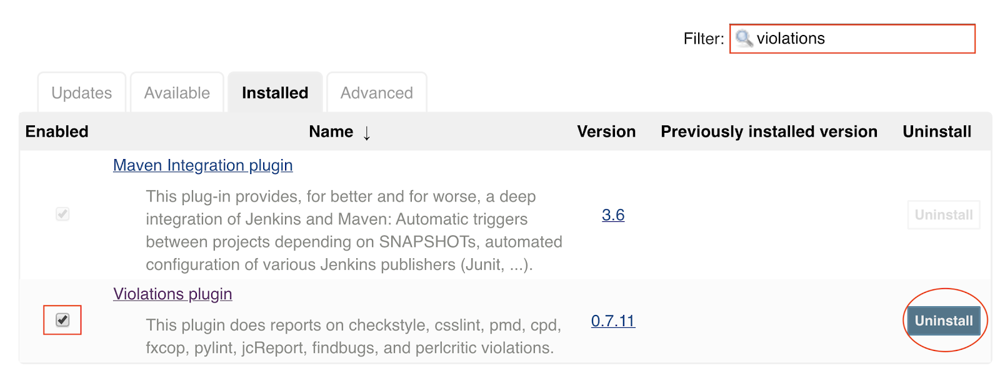 Filter: violations
Updates Available Installed Advanced
Enabled Name ↓ Version Previously installed version Uninstall
Maven Integration plugin
This plug-in provides, for better and for worse, a deep
integration of Jenkins and Maven: Automatic triggers
between projects depending on SNAPSHOTs, automated
configuration of various Jenkins publishers (Junit, ...).
3.6
Uninstall
Violations plugin
This plugin does reports on checkstyle, csslint, pmd, cpd,
fxcop, pylint, jcReport, findbugs, and perlcritic violations.
0.7.11
Uninstall